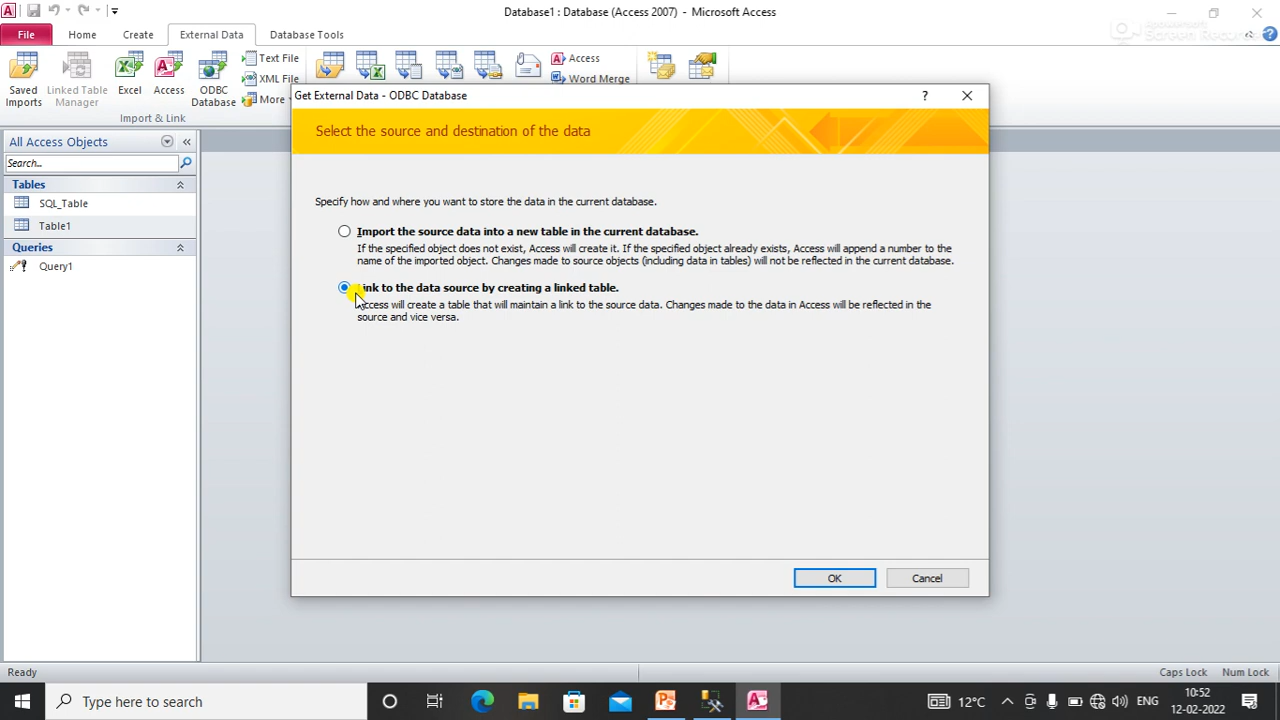 Database1 : Database (Access 2007) - Microsoft Access
File Home Create External Data Database Tools
Saved Imports
Linked Table Manager
Excel
Access
ODBC Database
Text File
XML File
More
Import & Link
Access
Word Merge
All Access Objects
Search...
Tables
SQL_Table
Table1
Queries
Query1
Get External Data - ODBC Database
Select the source and destination of the data
Specify how and where you want to store the data in the current database.
Import the source data into a new table in the current database.
If the specified object does not exist, Access will create it. If the specified object already exists, Access will append a number to the
name of the imported object. Changes made to source objects (including data in tables) will not be reflected in the current database.
Link to the data source by creating a linked table.
Access will create a table that will maintain a link to the source data. Changes made to the data in Access will be reflected in the
source and vice versa.
OK Cancel
Ready
Caps Lock Num Lock
Type here to search
12°C
ENG
10:52
12-02-2022